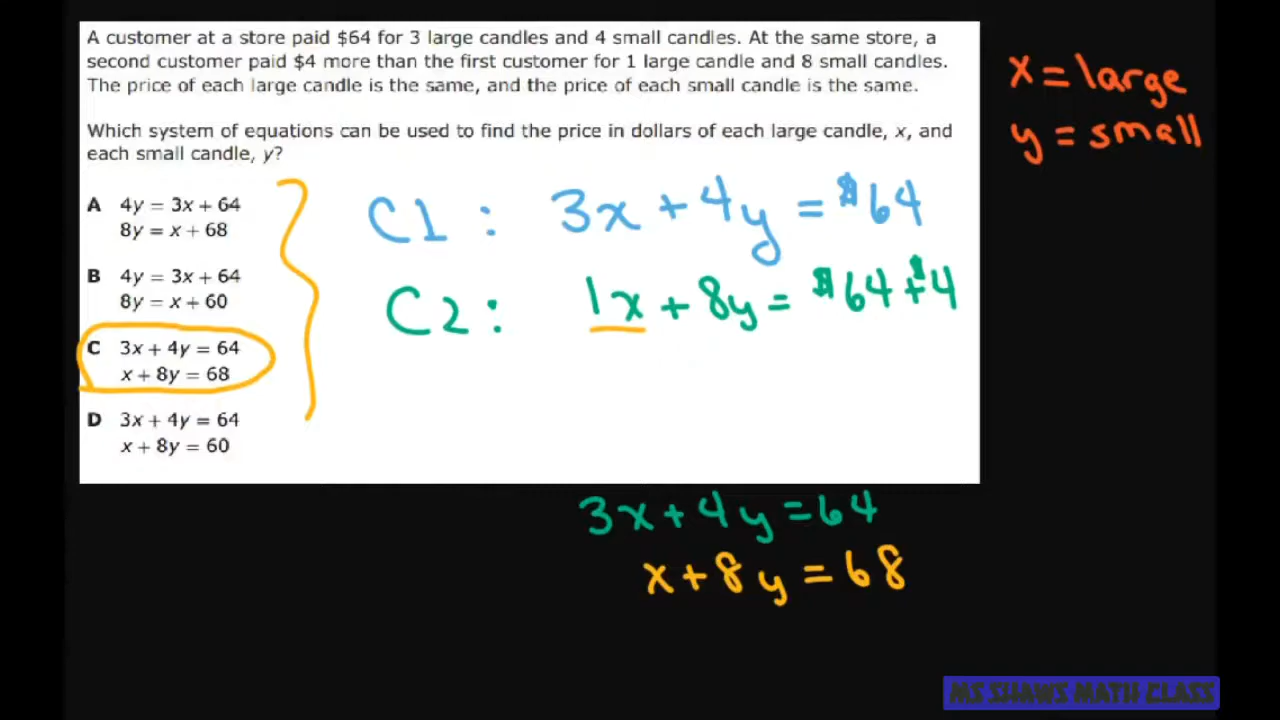 A customer at a store paid $64 for 3 large candles and 4 small candles. At the same store, a
second customer paid $4 more than the first customer for 1 large candle and 8 small candles.
The price of each large candle is the same, and the price of each small candle is the same.
Which system of equations can be used to find the price in dollars of each large candle, x, and
each small candle, y?
A 4y = 3x + 64
8y = x + 68
B 4y = 3x + 64
8y = x + 60
C 3x + 4y = 64
x + 8y = 68
D 3x + 4y = 64
x + 8y = 60
x = large
y = small
C1 : 3x + 4y = $64
C2 : 1x + 8y = $64 + $4
3x + 4y = 64
x + 8y = 68
MS SHAWS MATH CLASS